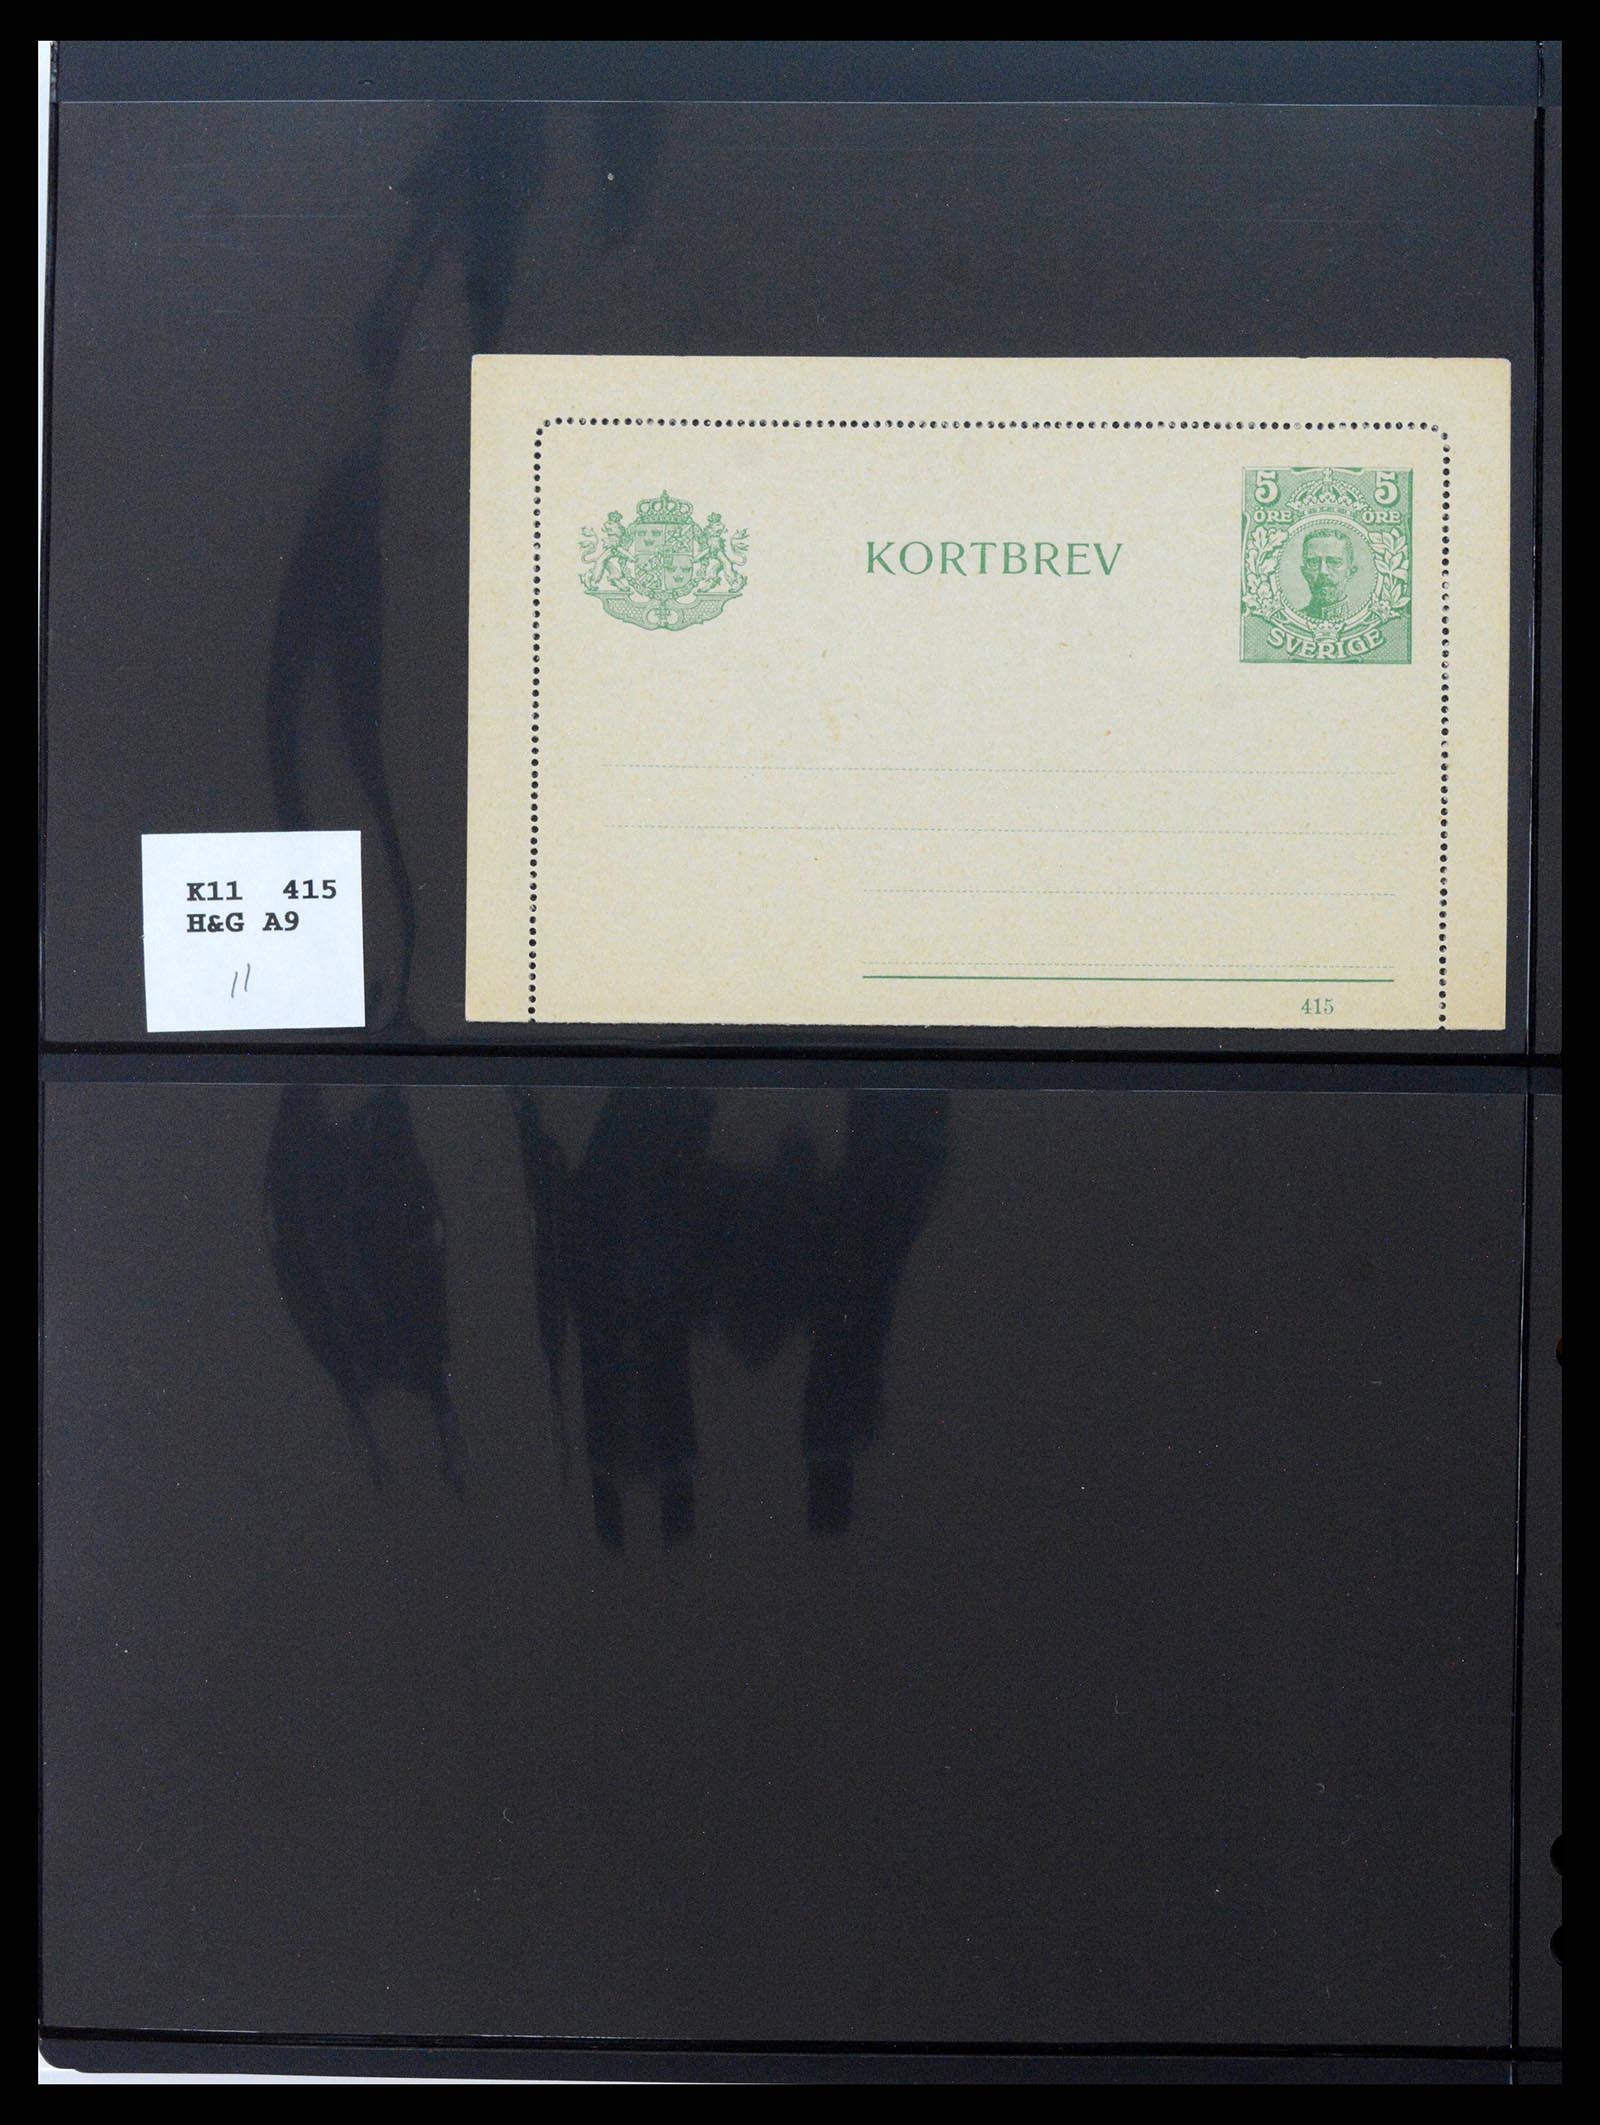 KORTBREV
5 5
ÖRE ÖRE
SVERIGE
415
K11 415
H&G A9
11